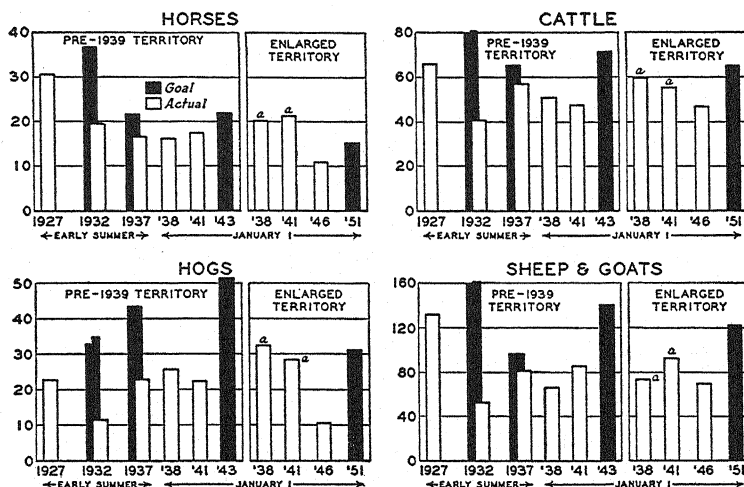 HORSES
PRE-1939 TERRITORY
ENLARGED
TERRITORY
Goal
Actual
40
30
20
10
0
a a
1927 1932 1937 '38 '41 '43 '38 '41 '46 '51
EARLY SUMMER JANUARY 1
CATTLE
PRE-1939
TERRITORY
ENLARGED
TERRITORY
80
60
40
20
0
a a
1927 1932 1937 '38 '41 '43 '38 '41 '46 '51
EARLY SUMMER JANUARY 1
HOGS
PRE-1939 TERRITORY
ENLARGED
TERRITORY
50
40
30
20
10
0
a a
1927 1932 1937 '38 '41 '43 '38 '41 '46 '51
EARLY SUMMER JANUARY 1
SHEEP & GOATS
PRE-1939
TERRITORY
ENLARGED
TERRITORY
160
120
80
40
0
a a
1927 1932 1937 '38 '41 '43 '38 '41 '46 '51
EARLY SUMMER JANUARY 1